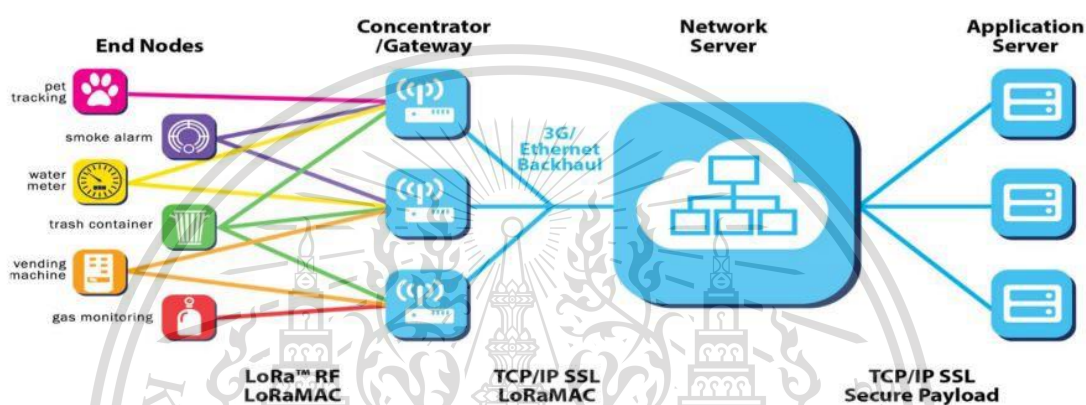 End Nodes
Concentrator
/Gateway
Network
Server
Application
Server
pet
tracking
smoke alarm
water
meter
trash container
vending
machine
gas monitoring
3G/
Ethernet
Backhaul
LoRa™ RF
LoRaMAC
TCP/IP SSL
LoRaMAC
TCP/IP SSL
Secure Payload